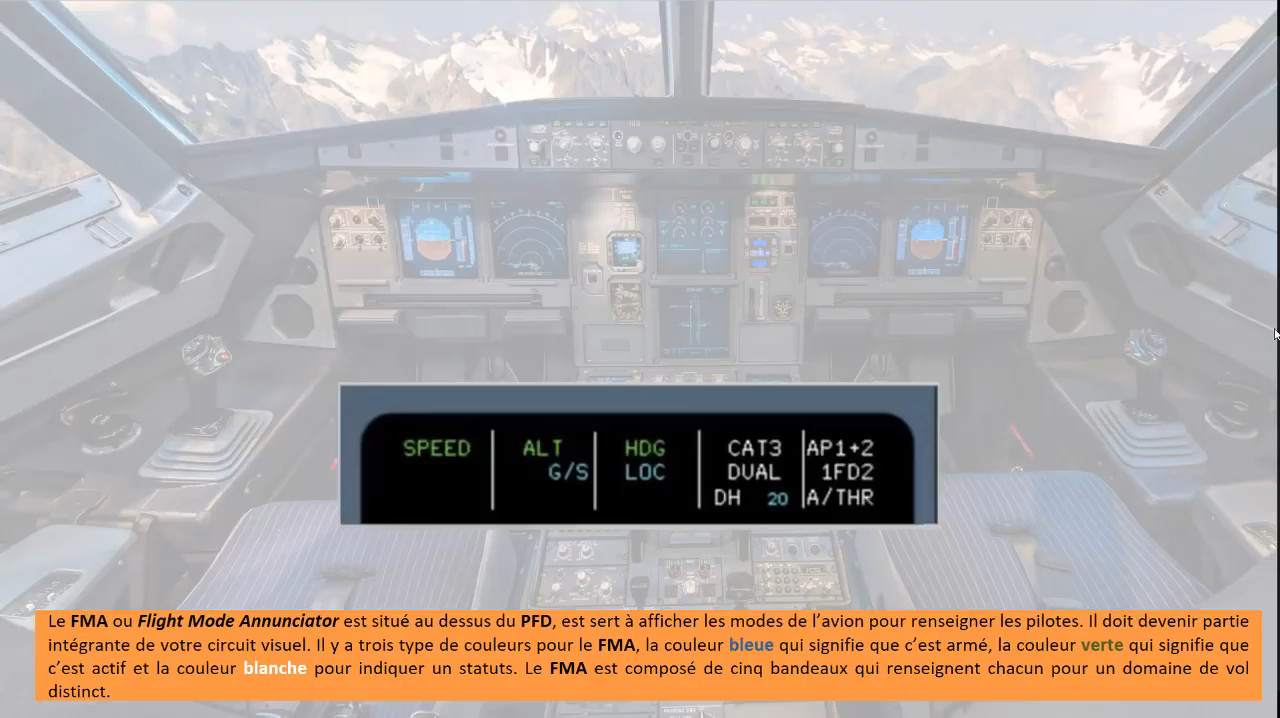 SPEED ALT HDG CAT3 AP1+2
G/S LOC DUAL 1FD2
DH 20 A/THR
Le FMA ou Flight Mode Annunciator est situé au dessus du PFD, est sert à afficher les modes de l’avion pour renseigner les pilotes. Il doit devenir partie
intégrante de votre circuit visuel. Il y a trois type de couleurs pour le FMA, la couleur bleue qui signifie que c’est armé, la couleur verte qui signifie que
c’est actif et la couleur blanche pour indiquer un statuts. Le FMA est composé de cinq bandeaux qui renseignent chacun pour un domaine de vol
distinct.